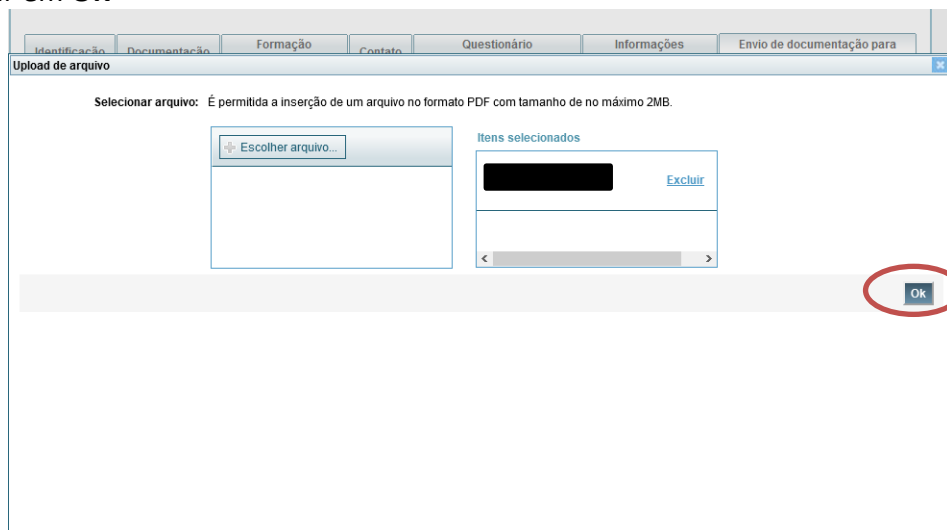 Formação Questionário Informações Envio de documentação para
Identificação Documentação Contato
Upload de arquivo x
Selecionar arquivo: É permitida a inserção de um arquivo no formato PDF com tamanho de no máximo 2MB.
Escolher arquivo...
Itens selecionados
Excluir
Ok